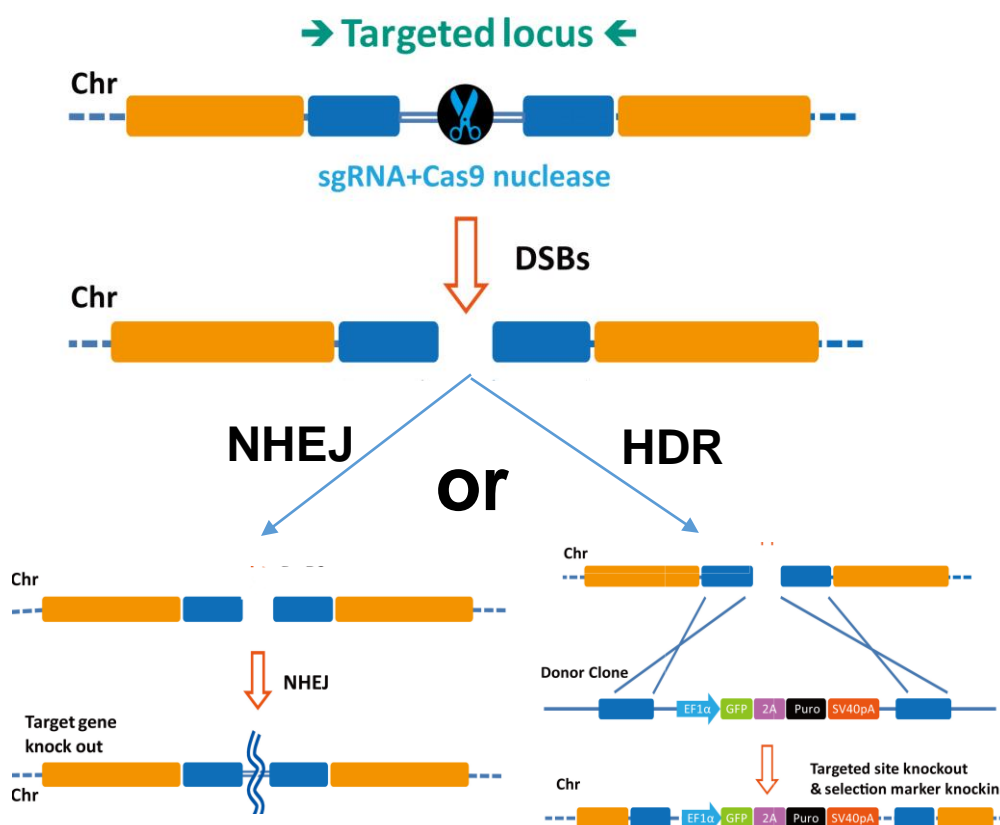 → Targeted locus ←
Chr
sgRNA+Cas9 nuclease
DSBs
Chr
NHEJ
HDR
or
Chr
Chr
NHEJ
Donor Clone
EF1α GFP 2A Puro SV40pA
Target gene
knock out
Chr
Targeted site knockout
& selection marker knockin
Chr
EF1α GFP 2A Puro SV40pA